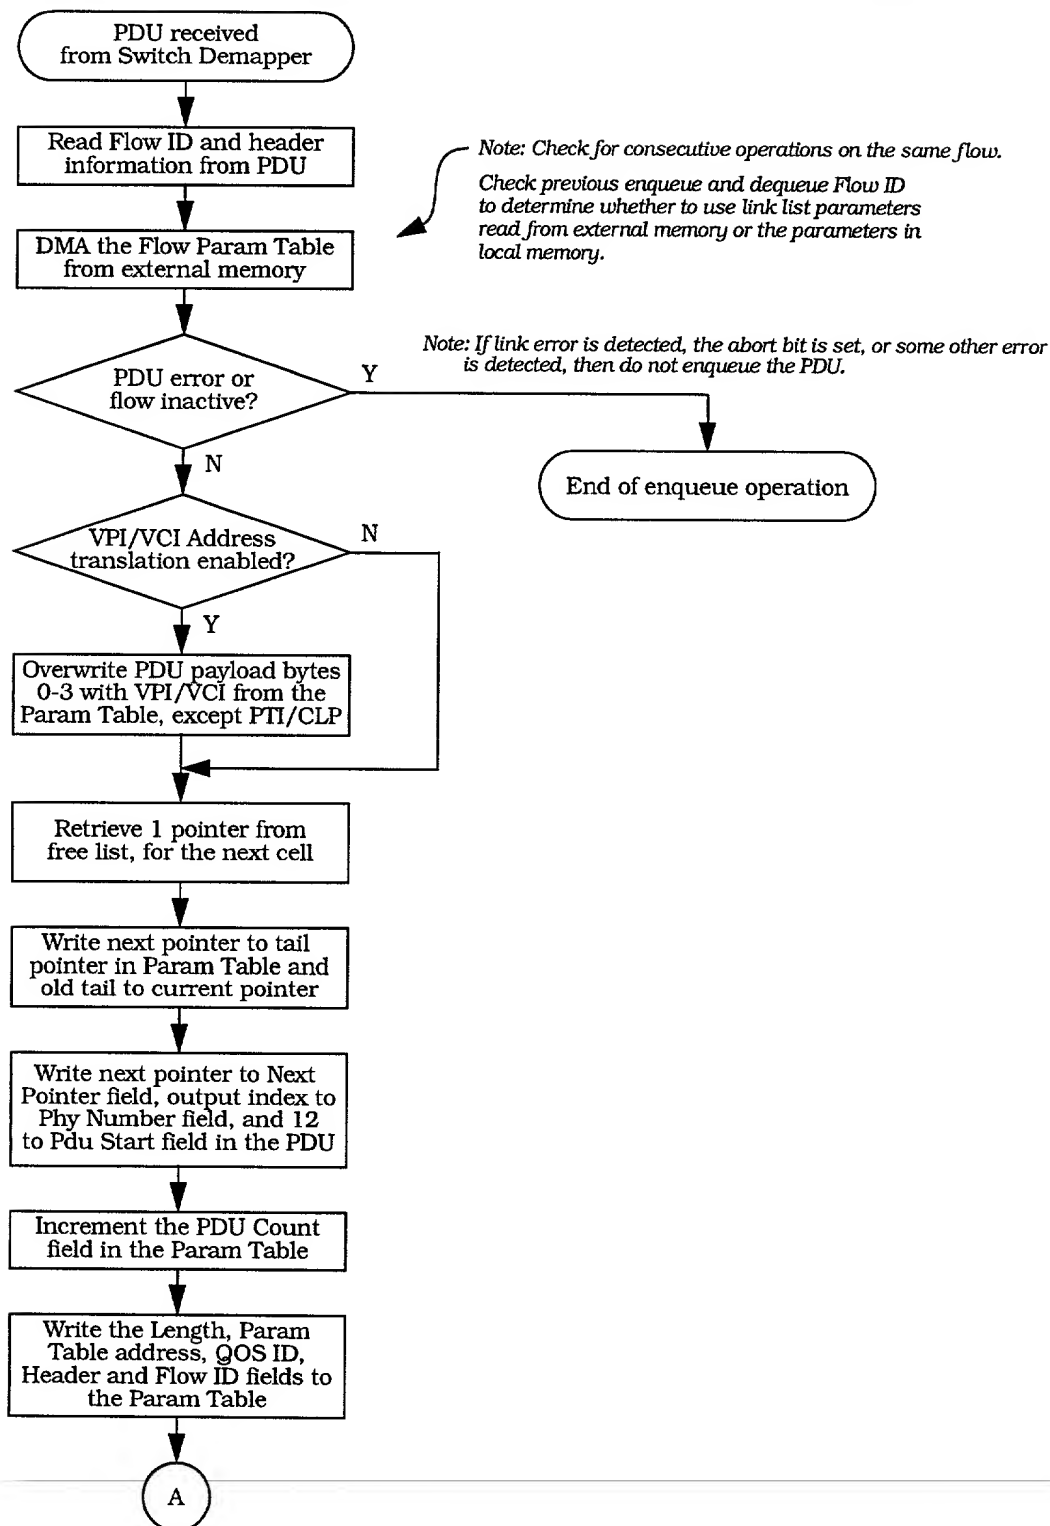 PDU received
from Switch Demapper
Read Flow ID and header
information from PDU
Note: Check for consecutive operations on the same flow.
Check previous enqueue and dequeue Flow ID
to determine whether to use link list parameters
read from external memory or the parameters in
local memory.
DMA the Flow Param Table
from external memory
Note: If link error is detected, the abort bit is set, or some other error
is detected, then do not enqueue the PDU.
PDU error or
flow inactive?
Y
N
End of enqueue operation
VPI/VCI Address
translation enabled?
N
Y
Overwrite PDU payload bytes
0-3 with VPI/VCI from the
Param Table, except PTI/CLP
Retrieve 1 pointer from
free list, for the next cell
Write next pointer to tail
pointer in Param Table and
old tail to current pointer
Write next pointer to Next
Pointer field, output index to
Phy Number field, and 12
to Pdu Start field in the PDU
Increment the PDU Count
field in the Param Table
Write the Length, Param
Table address, QOS ID,
Header and Flow ID fields to
the Param Table
A